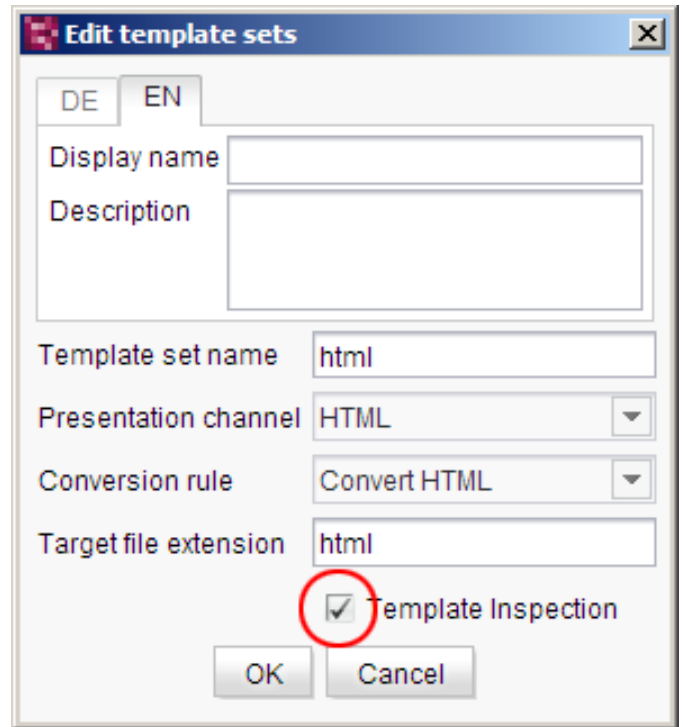 Edit template sets
DE EN
Display name
Description
Template set name html
Presentation channel HTML
Conversion rule Convert HTML
Target file extension html
Template Inspection
OK Cancel